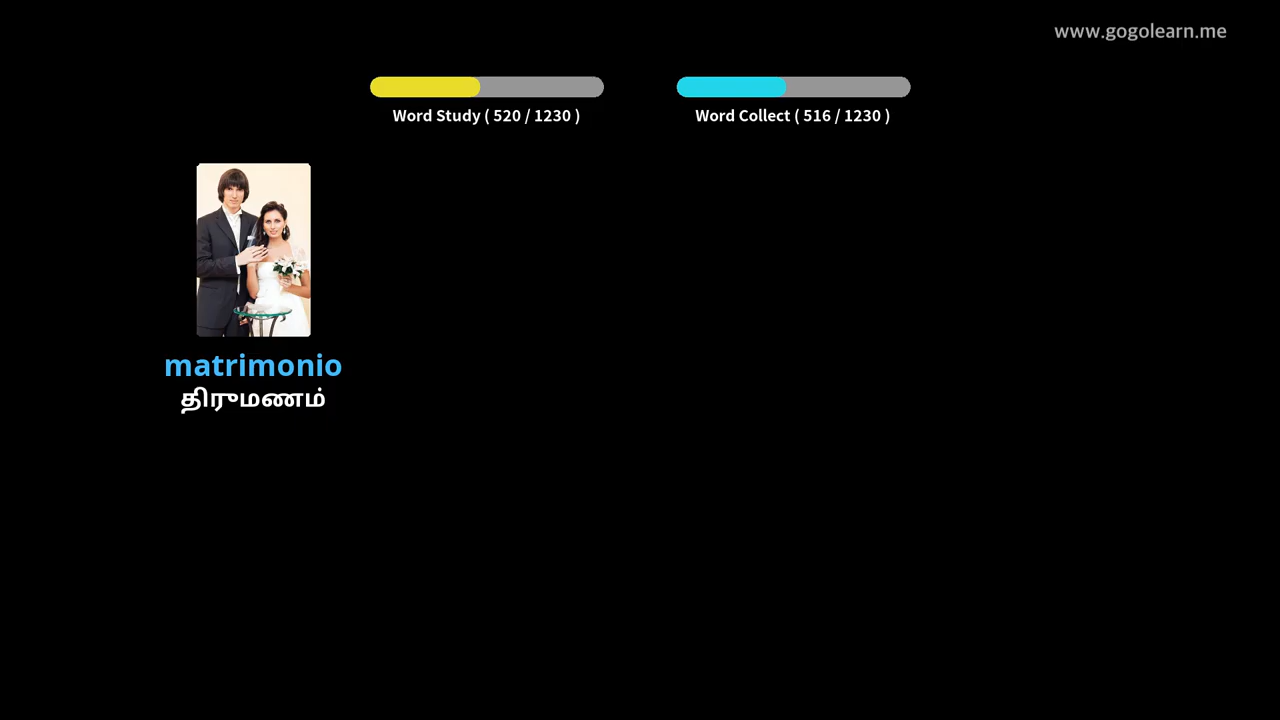 www.gogolearn.me
Word Study ( 520 / 1230 )
Word Collect ( 516 / 1230 )
matrimonio
திருமணம்